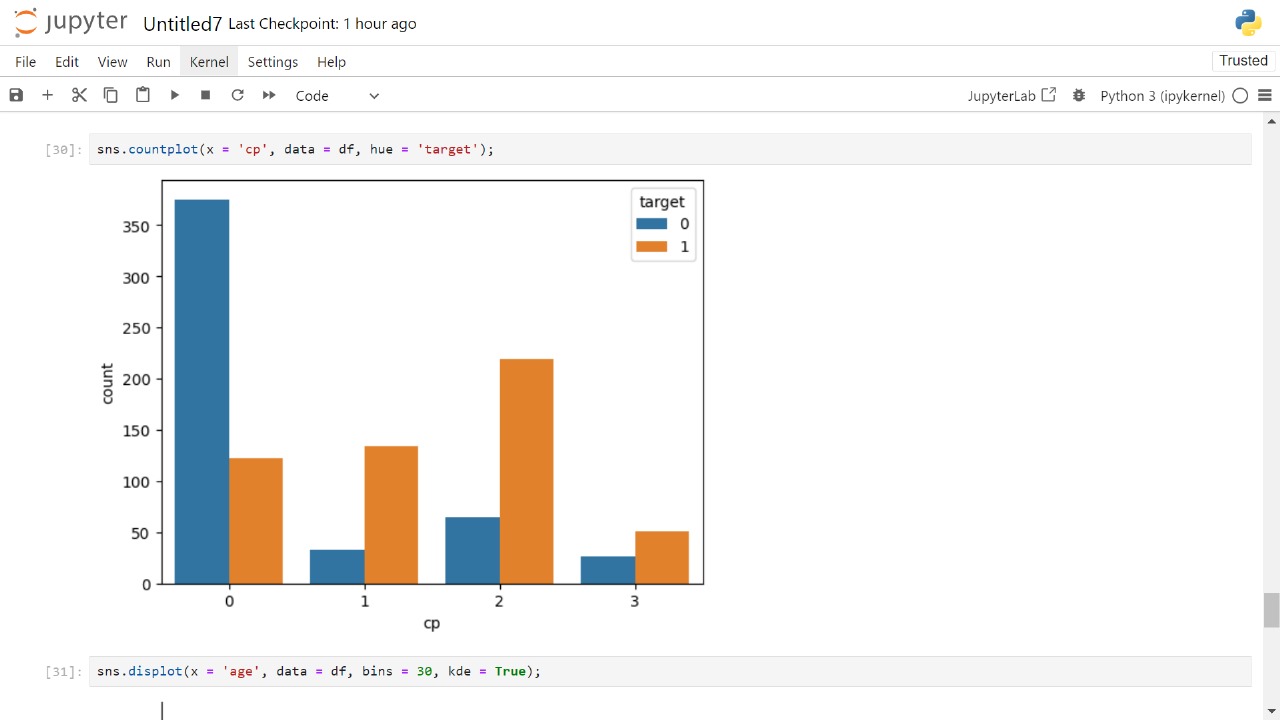 jupyter Untitled7 Last Checkpoint: 1 hour ago
File Edit View Run Kernel Settings Help Trusted
Code JupyterLab Python 3 (ipykernel)
[30]: sns.countplot(x = 'cp', data = df, hue = 'target');
target
0
1
350
300
250
200
150
100
50
0
count
0 1 2 3
cp
[31]: sns.displot(x = 'age', data = df, bins = 30, kde = True);